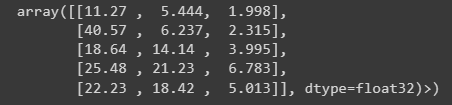 array([[11.27 ,  5.444,  1.998],
       [40.57 ,  6.237,  2.315],
       [18.64 , 14.14 ,  3.995],
       [25.48 , 21.23 ,  6.783],
       [22.23 , 18.42 ,  5.013]], dtype=float32)>)